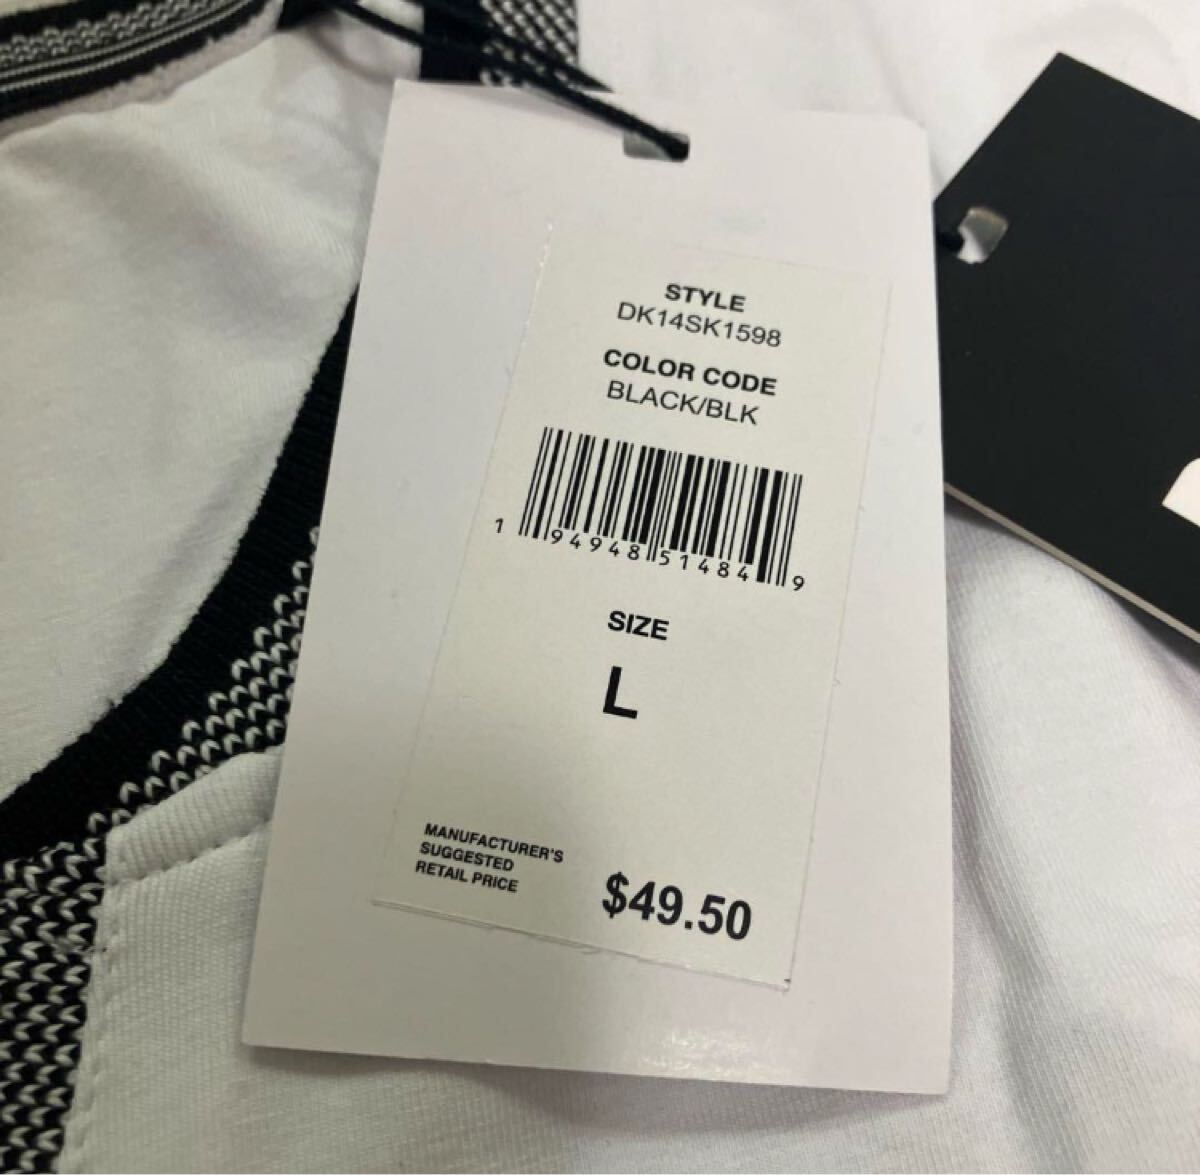 STYLE
DK14SK1598
COLOR CODE
BLACK/BLK
1 94948 51484 9
SIZE
L
MANUFACTURER'S
SUGGESTED
RETAIL PRICE
$49.50